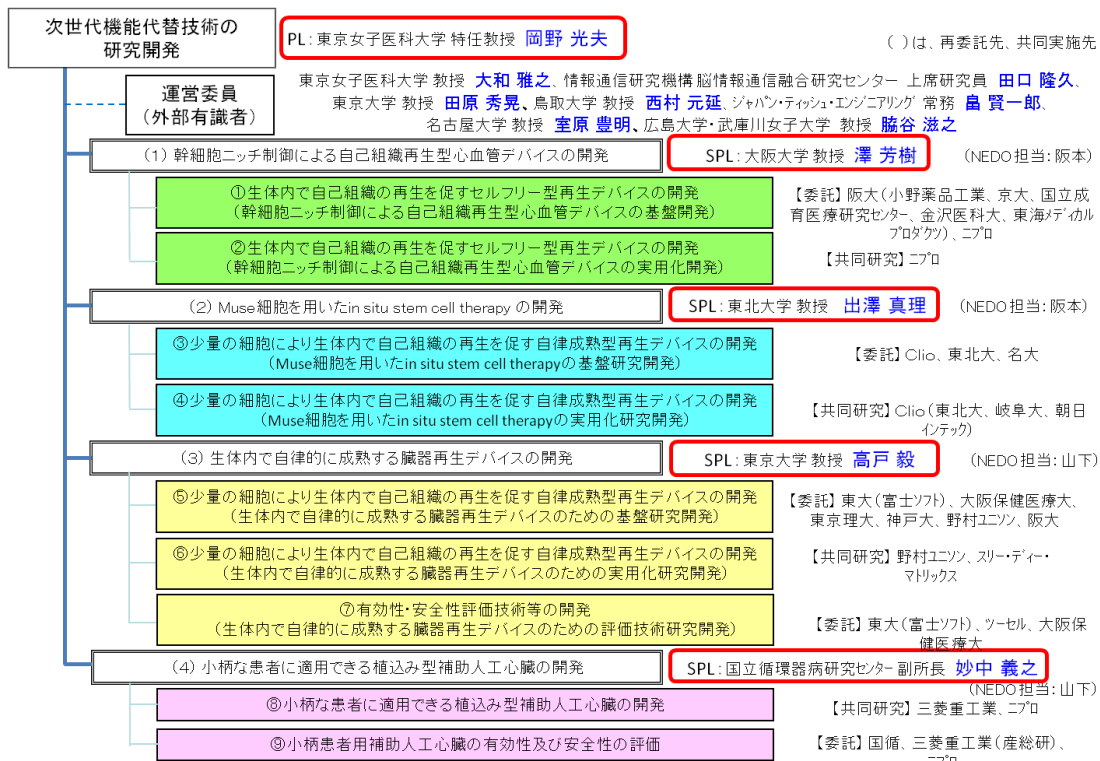 次世代機能代替技術の
研究開発
PL：東京女子医科大学 特任教授 岡野 光夫
（ ）は、再委託先、共同実施先
運営委員
（外部有識者）
東京女子医科大学 教授 大和 雅之、情報通信研究機構 脳情報通信融合研究センター 上席研究員 田口 隆久、
東京大学 教授 田原 秀晃、鳥取大学 教授 西村 元延、ジャパン・ティッシュ・エンジニアリング 常務 畠 賢一郎、
名古屋大学 教授 室原 豊明、広島大学・武庫川女子大学 教授 脇谷 滋之
（1）幹細胞ニッチ制御による自己組織再生型心血管デバイスの開発
SPL：大阪大学 教授 澤 芳樹
（NEDO担当：阪本）
①生体内で自己組織の再生を促すセルフリー型再生デバイスの開発
（幹細胞ニッチ制御による自己組織再生型心血管デバイスの基盤開発）
【委託】阪大（小野薬品工業、京大、国立成
育医療研究センター、金沢医科大、東海メディカル
プロダクツ）、ニプロ
②生体内で自己組織の再生を促すセルフリー型再生デバイスの開発
（幹細胞ニッチ制御による自己組織再生型心血管デバイスの実用化開発）
【共同研究】ニプロ
（2）Muse細胞を用いたin situ stem cell therapy の開発
SPL：東北大学 教授 出澤 真理
（NEDO担当：阪本）
③少量の細胞により生体内で自己組織の再生を促す自律成熟型再生デバイスの開発
（Muse細胞を用いたin situ stem cell therapyの基盤研究開発）
【委託】Clio、東北大、名大
④少量の細胞により生体内で自己組織の再生を促す自律成熟型再生デバイスの開発
（Muse細胞を用いたin situ stem cell therapyの実用化研究開発）
【共同研究】Clio（東北大、岐阜大、朝日
インテック）
（3）生体内で自律的に成熟する臓器再生デバイスの開発
SPL：東京大学 教授 高戸 毅
（NEDO担当：山下）
⑤少量の細胞により生体内で自己組織の再生を促す自律成熟型再生デバイスの開発
（生体内で自律的に成熟する臓器再生デバイスのための基盤研究開発）
【委託】東大（富士ソフト）、大阪保健医療大、
東京理大、神戸大、野村ユニソン、阪大
⑥少量の細胞により生体内で自己組織の再生を促す自律成熟型再生デバイスの開発
（生体内で自律的に成熟する臓器再生デバイスのための実用化研究開発）
【共同研究】野村ユニソン、スリー・ディー・
マトリックス
⑦有効性・安全性評価技術等の開発
（生体内で自律的に成熟する臓器再生デバイスのための評価技術研究開発）
【委託】東大（富士ソフト）、ツーセル、大阪保
健医療大
（4）小柄な患者に適用できる植込み型補助人工心臓の開発
SPL：国立循環器病研究センター 副所長 妙中 義之
（NEDO担当：山下）
⑧小柄な患者に適用できる植込み型補助人工心臓の開発
【共同研究】三菱重工業、ニプロ
⑨小柄患者用補助人工心臓の有効性及び安全性の評価
【委託】国循、三菱重工業（産総研）、
ニプロ